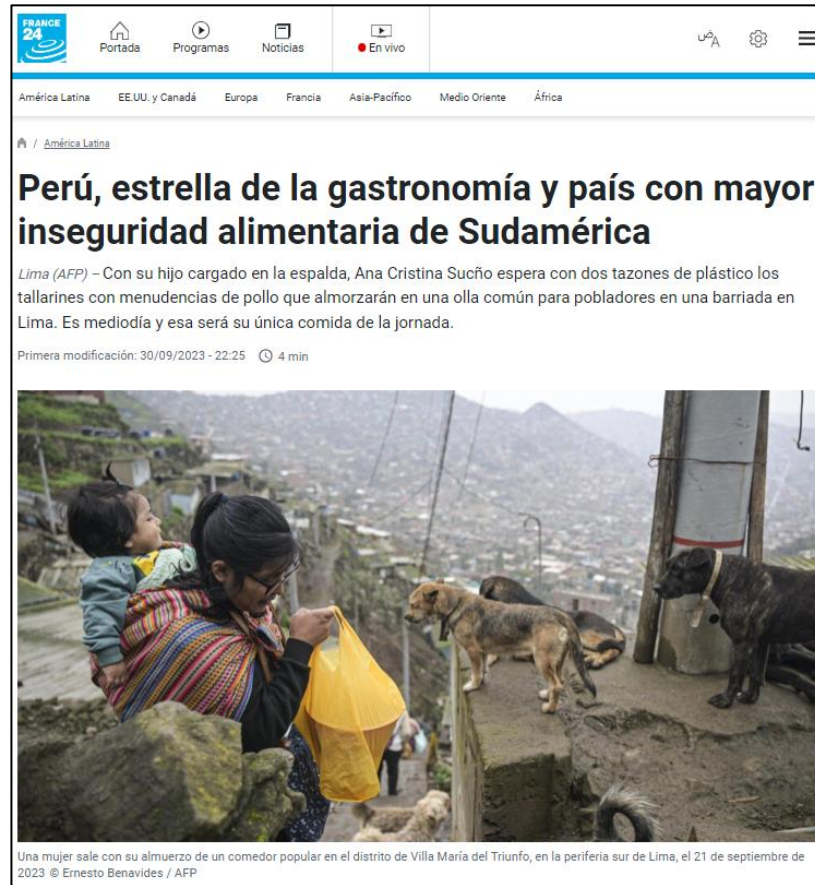 FRANCE
24
Portada
Programas
Noticias
En vivo
ضA
América Latina EE.UU. y Canadá Europa Francia Asia-Pacífico Medio Oriente África
/ América Latina
Perú, estrella de la gastronomía y país con mayor
inseguridad alimentaria de Sudamérica
Lima (AFP) – Con su hijo cargado en la espalda, Ana Cristina Sucño espera con dos tazones de plástico los
tallarines con menudencias de pollo que almorzarán en una olla común para pobladores en una barriada en
Lima. Es mediodía y esa será su única comida de la jornada.
Primera modificación: 30/09/2023 - 22:25 4 min
Una mujer sale con su almuerzo de un comedor popular en el distrito de Villa María del Triunfo, en la periferia sur de Lima, el 21 de septiembre de
2023 © Ernesto Benavides / AFP